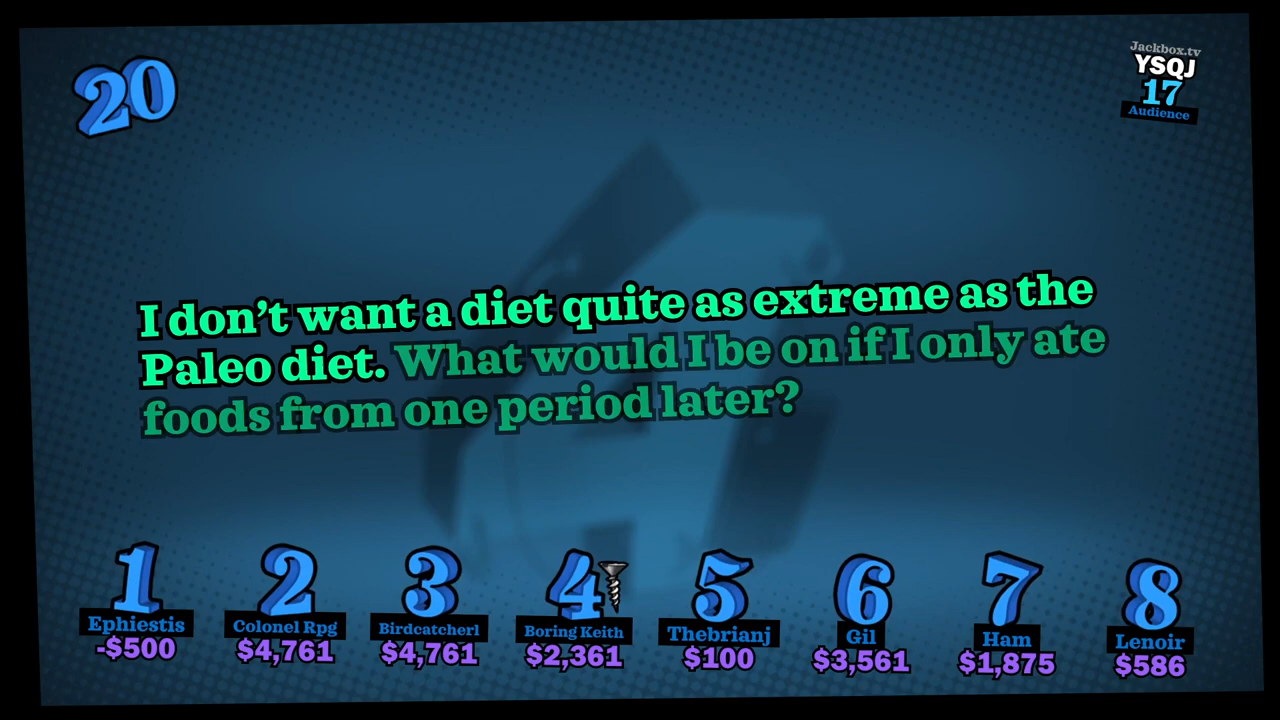 20
Jackbox.tv
YSQJ
17
Audience
I don't want a diet quite as extreme as the
Paleo diet. What would I be on if I only ate
foods from one period later?
1 2 3 4 5 6 7 8
Ephiestis Colonel Rpg Birdcatcher1 Boring Keith Thebrianj Gil Ham Lenoir
-$500 $4,761 $4,761 $2,361 $100 $3,561 $1,875 $586